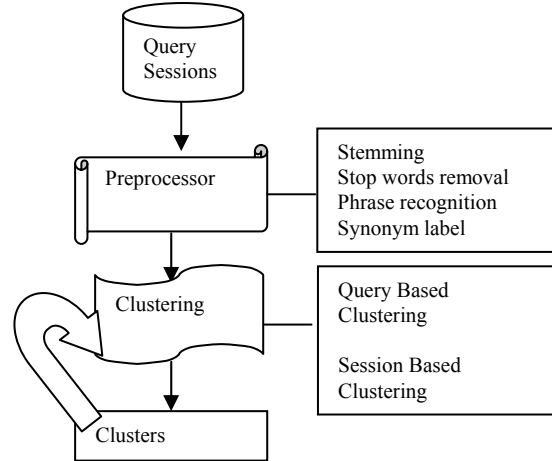 Query
Sessions
Preprocessor
Stemming
Stop words removal
Phrase recognition
Synonym label
Clustering
Query Based
Clustering
Session Based
Clustering
Clusters